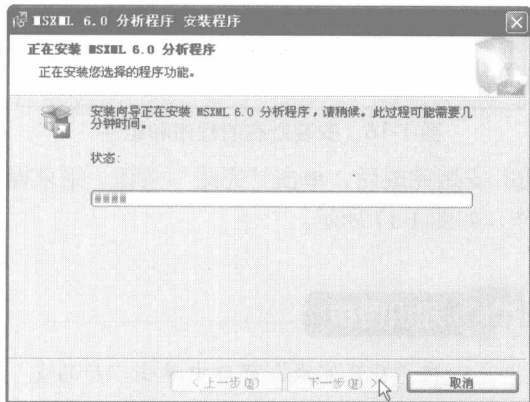 MSXML 6.0 分析程序 安装程序
正在安装 MSXML 6.0 分析程序
正在安装您选择的程序功能。
安装向导正在安装 MSXML 6.0 分析程序，请稍候。此过程可能需要几
分钟时间。
状态:
< 上一步(B)
下一步(N) >
取消